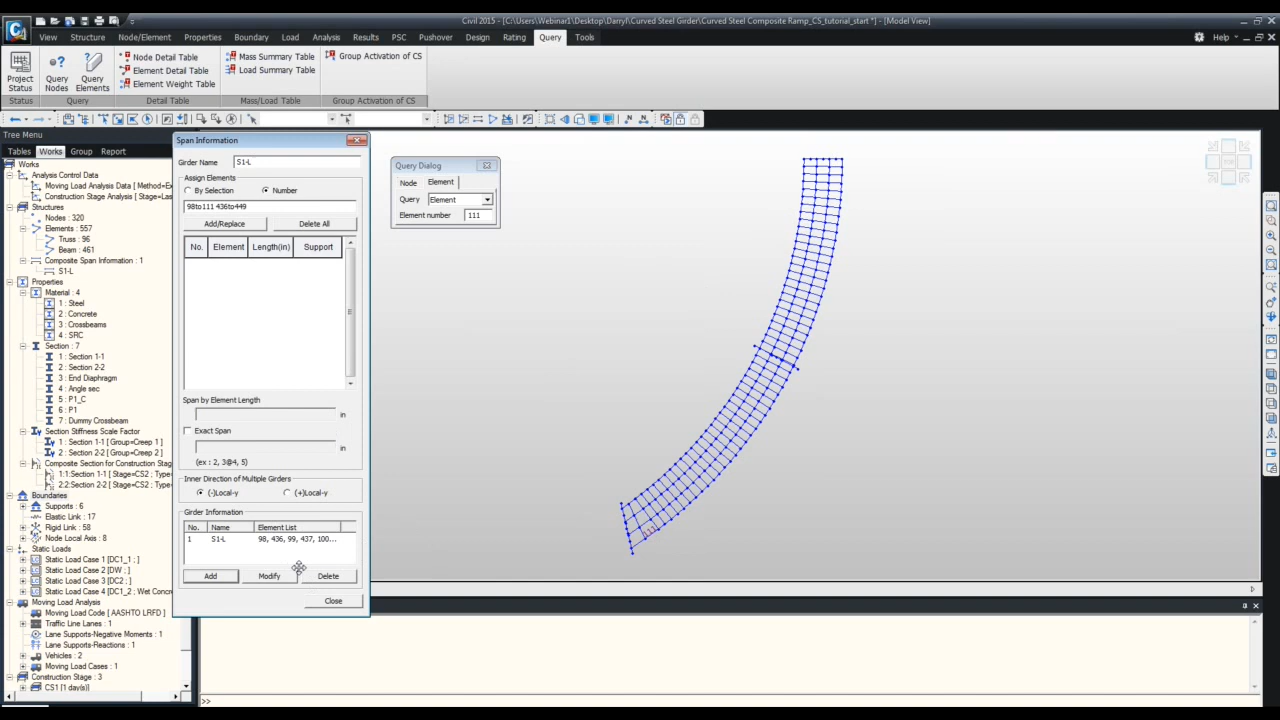 Civil 2015 - [C:\Users\Webinar1\Desktop\Darryl\Curved Steel Girder\Curved Steel Composite Ramp_CS_tutorial_start *] - [Model View]
View Structure Node/Element Properties Boundary Load Analysis Results PSC Pushover Design Rating Query Tools Help
Project Status
Query Nodes
Query Elements
Node Detail Table
Element Detail Table
Element Weight Table
Mass Summary Table
Load Summary Table
Group Activation of CS
Status Query Detail Table Mass/Load Table Group Activation of CS
Tree Menu
Tables Works Group Report
Works
Analysis Control Data
Moving Load Analysis Data [ Method=Ex
Construction Stage Analysis [ Stage=Las
Structures
Nodes : 320
Elements : 557
Truss : 96
Beam : 461
Composite Span Information : 1
S1-L
Properties
Material : 4
1 : Steel
2 : Concrete
3 : Crossbeams
4 : SRC
Section : 7
1 : Section 1-1
2 : Section 2-2
3 : End Diaphragm
4 : Angle sec
5 : P1_C
6 : P1
7 : Dummy Crossbeam
Section Stiffness Scale Factor
1 : Section 1-1 [ Group=Creep 1 ]
2 : Section 2-2 [ Group=Creep 2 ]
Composite Section for Construction Stag
1:1:Section 1-1 [ Stage=CS2 ; Type=
2:2:Section 2-2 [ Stage=CS2 ; Type=
Boundaries
Supports : 6
Elastic Link : 17
Rigid Link : 58
Node Local Axis : 8
Static Loads
Static Load Case 1 [DC1_1 ; ]
Static Load Case 2 [DW ; ]
Static Load Case 3 [DC2 ; ]
Static Load Case 4 [DC1_2 ; Wet Concre
Moving Load Analysis
Moving Load Code [ AASHTO LRFD ]
Traffic Line Lanes : 1
Lane Supports-Negative Moments : 1
Lane Supports-Reactions : 1
Vehicles : 2
Moving Load Cases : 1
Construction Stage : 3
CS1 [1 day(s)]
Span Information
Girder Name S1-L
Assign Elements
By Selection Number
98to111 436to449
Add/Replace Delete All
No. Element Length(in) Support
Span by Element Length
in
Exact Span
in
(ex : 2, 3@4, 5)
Inner Direction of Multiple Girders
(-)Local-y (+)Local-y
Girder Information
No. Name Element List
1 S1-L 98, 436, 99, 437, 100...
Add Modify Delete
Close
Query Dialog
Node Element
Query Element
Element number 111
111
>>